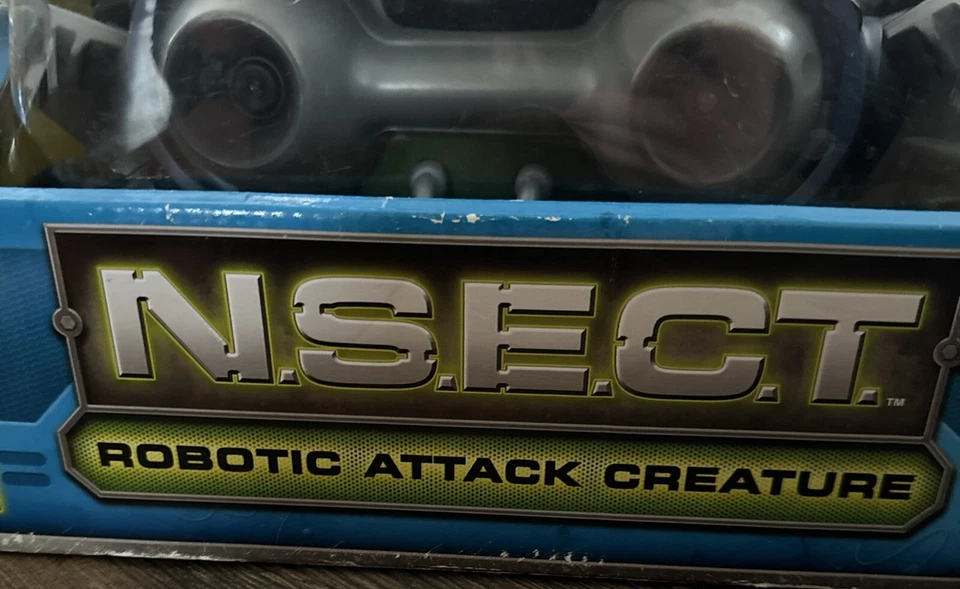 N.S.E.C.T.™
ROBOTIC ATTACK CREATURE